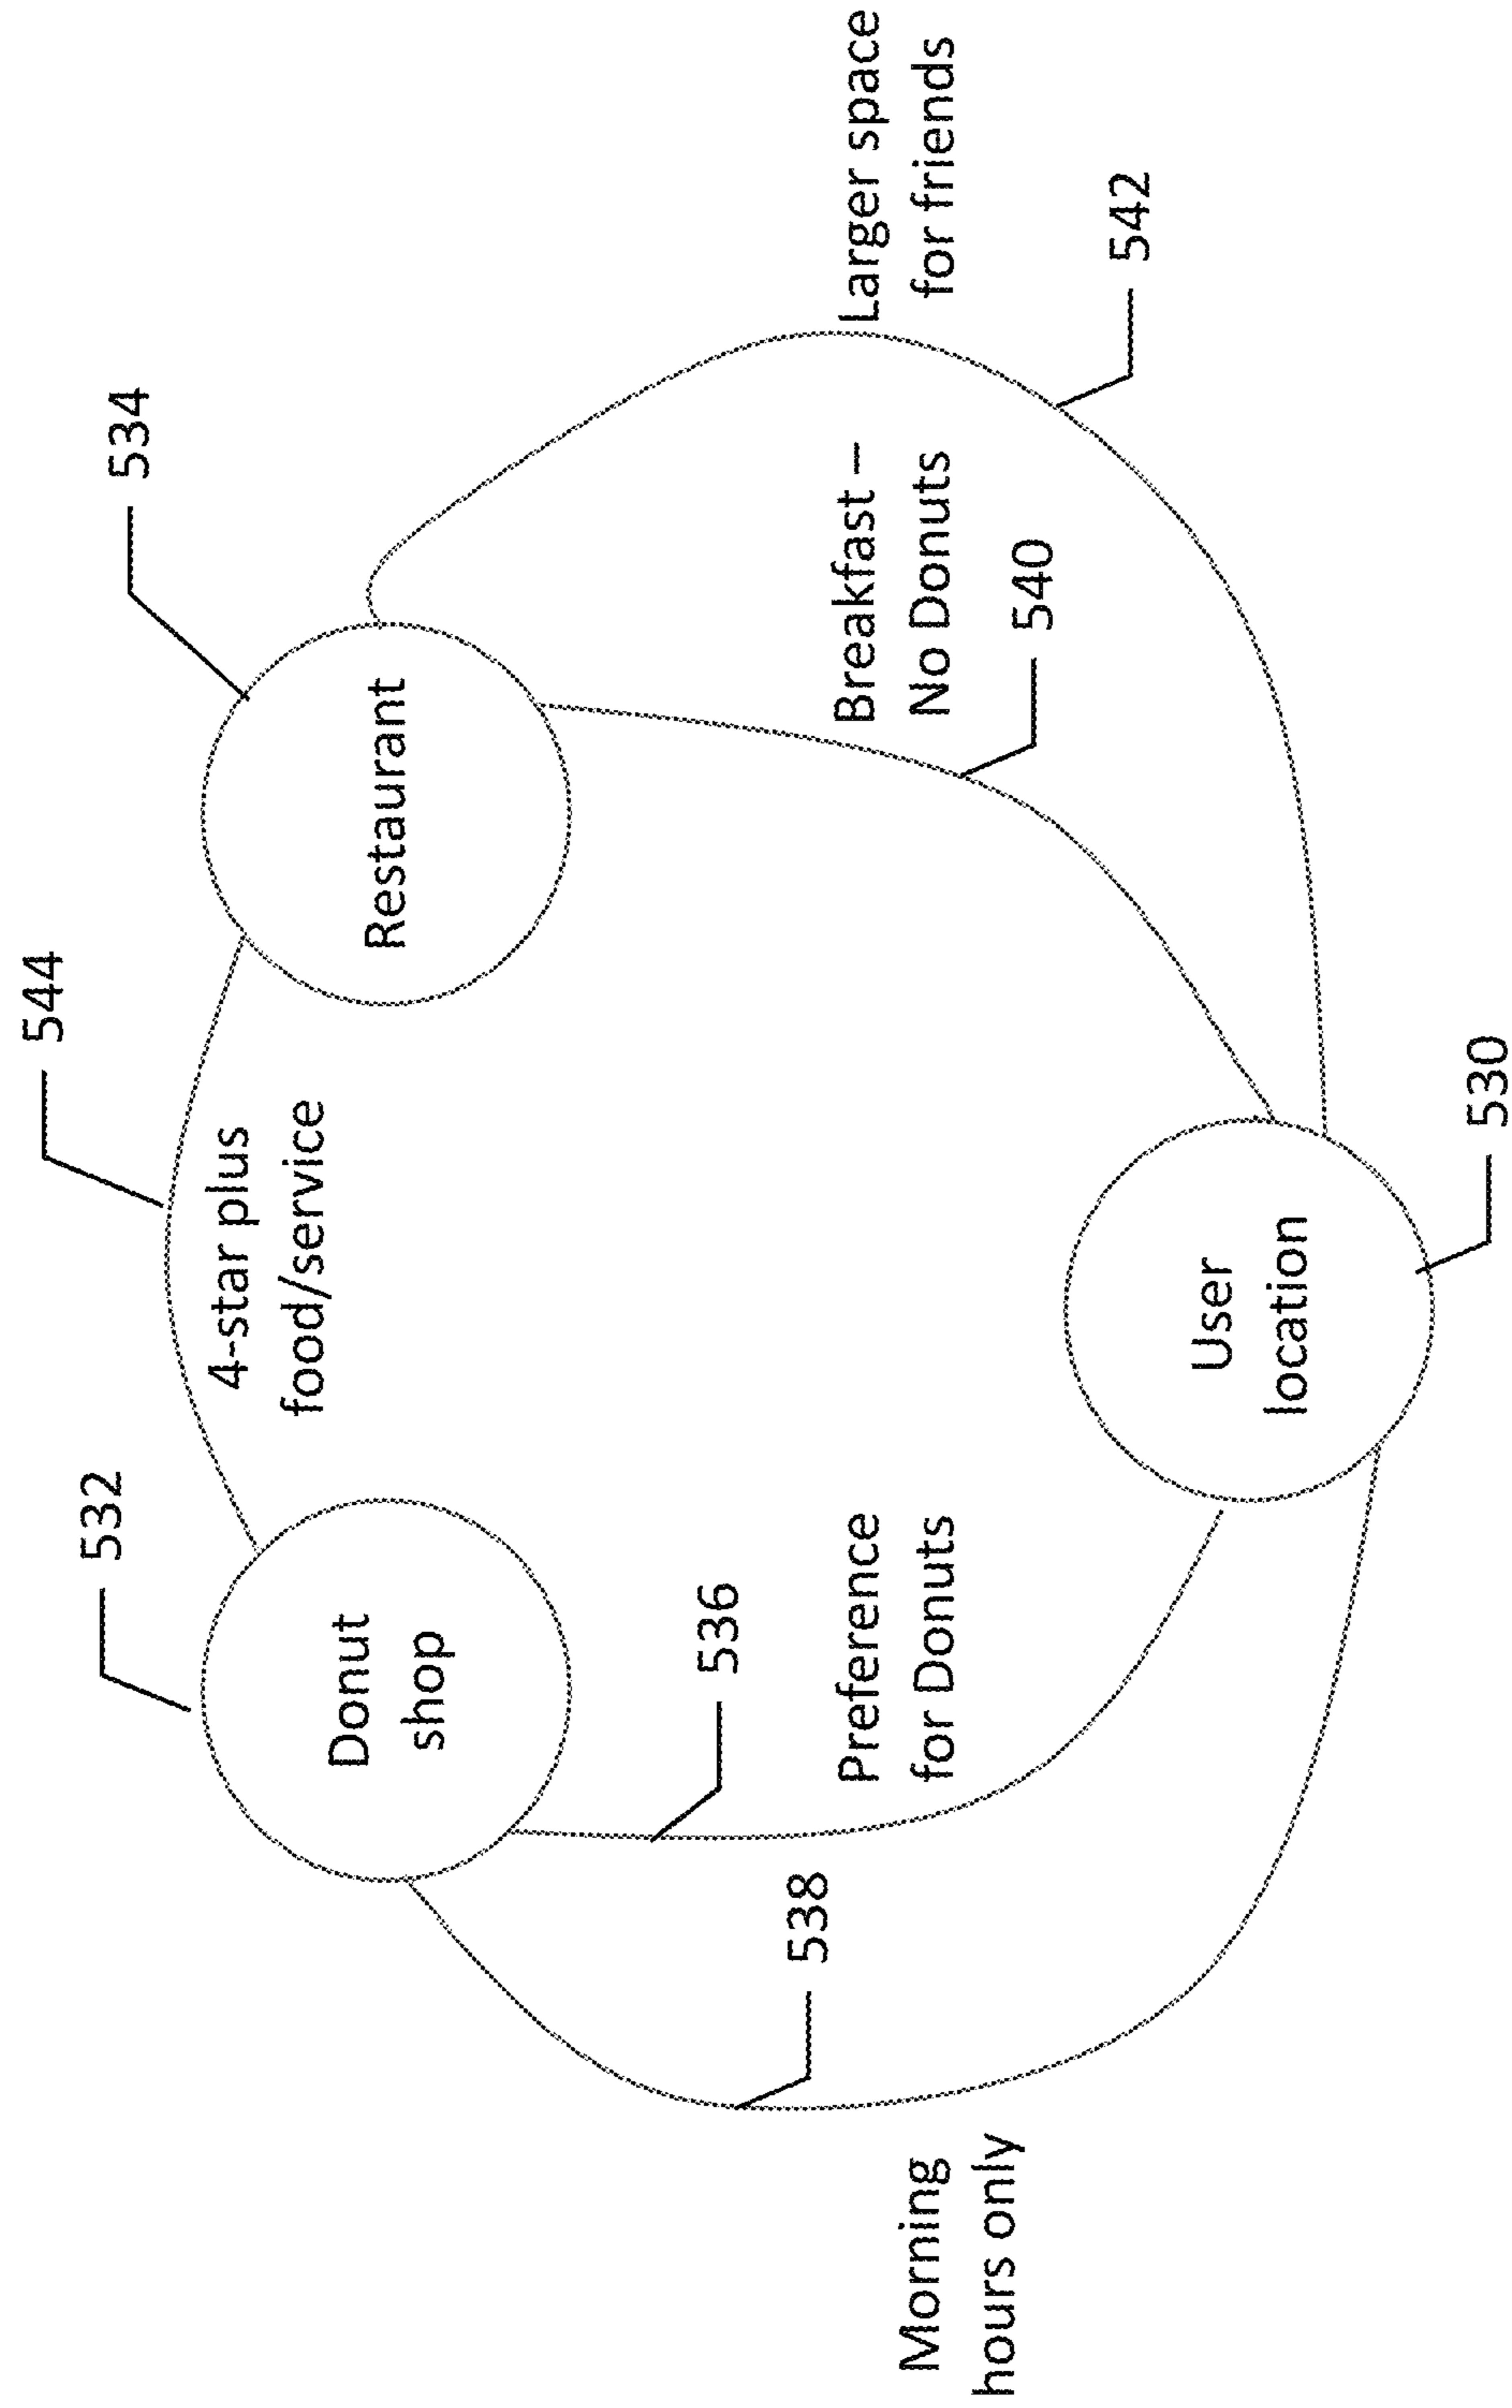 544
532
534
4-star plus
food/service
Donut
shop
Restaurant
536
538
Preference
for Donuts
Breakfast –
No Donuts
540
Larger space
for friends
542
Morning
hours only
User
location
530